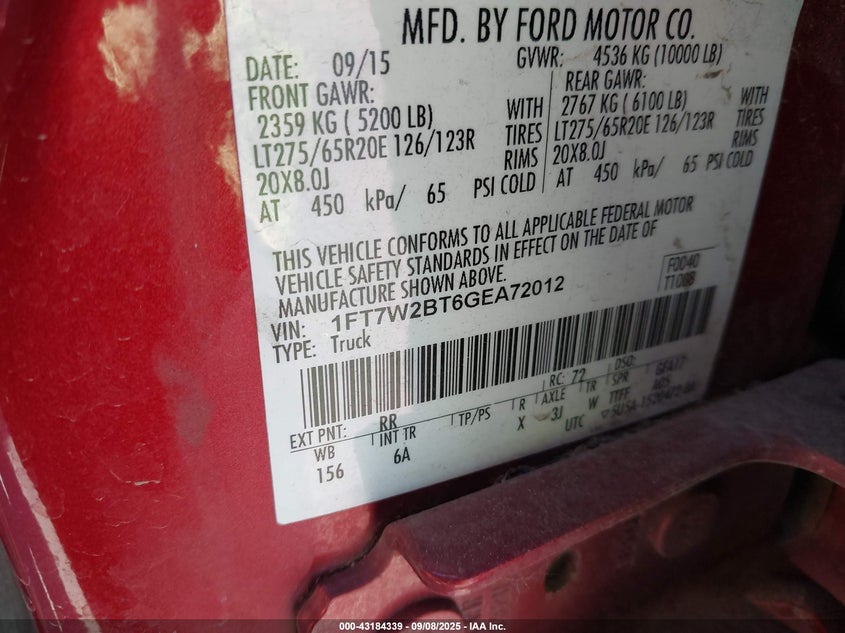 MFD. BY FORD MOTOR CO.
DATE: 09/15 GVWR: 4536 KG (10000 LB)
FRONT GAWR: REAR GAWR:
2359 KG ( 5200 LB) WITH 2767 KG ( 6100 LB) WITH
LT275/65R20E 126/123R TIRES LT275/65R20E 126/123R TIRES
20X8.0J RIMS 20X8.0J RIMS
AT 450 kPa/ 65 PSI COLD AT 450 kPa/ 65 PSI COLD
THIS VEHICLE CONFORMS TO ALL APPLICABLE FEDERAL MOTOR
VEHICLE SAFETY STANDARDS IN EFFECT ON THE DATE OF
MANUFACTURE SHOWN ABOVE.
F0040
VIN: 1FT7W2BT6GEA72012
TYPE: Truck
RC: 72 DSO:
EXT PNT: RR
WB INT TR TP/PS R AXLE TR SPR
156 6A X 3J W TTFF
UTC
000-43184339 - 09/08/2025 - IAA Inc.